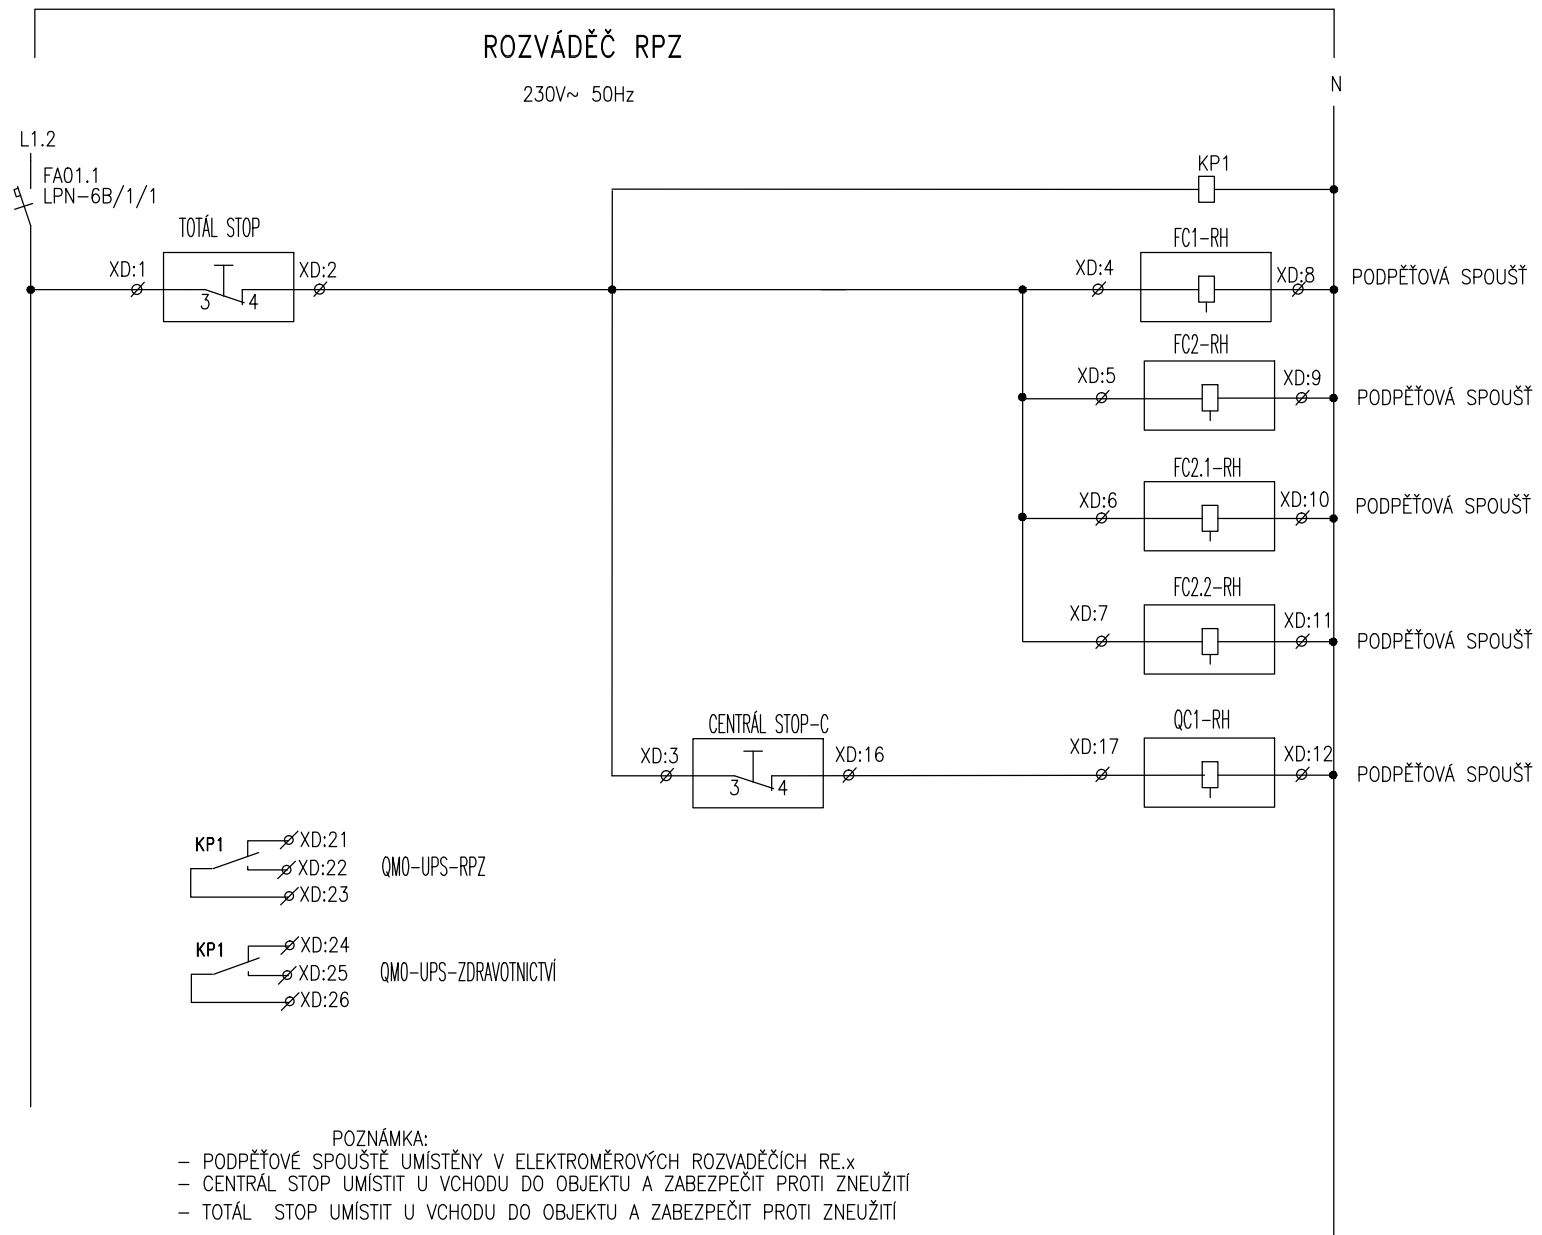 ROZVÁDĚČ RPZ
230V~ 50Hz
N
L1.2
FA01.1
LPN-6B/1/1
KP1
TOTÁL STOP
FC1-RH
XD:1
XD:2
XD:4
XD:8
PODPĚŤOVÁ SPOUŠŤ
3 4
FC2-RH
XD:5
XD:9
PODPĚŤOVÁ SPOUŠŤ
FC2.1-RH
XD:6
XD:10
PODPĚŤOVÁ SPOUŠŤ
FC2.2-RH
XD:7
XD:11
PODPĚŤOVÁ SPOUŠŤ
CENTRÁL STOP-C
QC1-RH
XD:3
XD:16
XD:17
XD:12
PODPĚŤOVÁ SPOUŠŤ
3 4
KP1
XD:21
XD:22
QM0-UPS-RPZ
XD:23
KP1
XD:24
XD:25
QM0-UPS-ZDRAVOTNICTVÍ
XD:26
POZNÁMKA:
- PODPĚŤOVÉ SPOUŠTĚ UMÍSTĚNY V ELEKTROMĚROVÝCH ROZVADĚČÍCH RE.x
- CENTRÁL STOP UMÍSTIT U VCHODU DO OBJEKTU A ZABEZPEČIT PROTI ZNEUŽITÍ
- TOTÁL STOP UMÍSTIT U VCHODU DO OBJEKTU A ZABEZPEČIT PROTI ZNEUŽITÍ